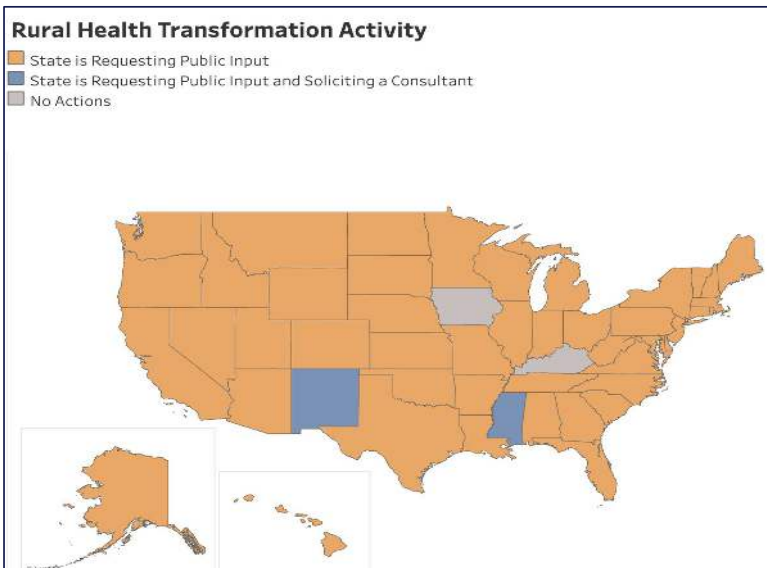 Rural Health Transformation Activity
State is Requesting Public Input
State is Requesting Public Input and Soliciting a Consultant
No Actions